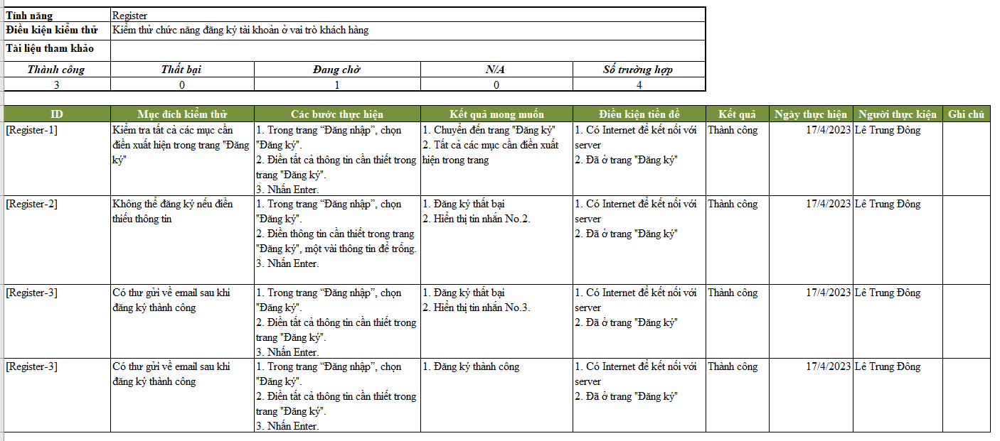 Tính năng Register
Điều kiện kiểm thử Kiểm thử chức năng đăng ký tài khoản ở vai trò khách hàng
Tài liệu tham khảo
Thành công Thất bại Đang chờ N/A Số trường hợp
3 0 1 0 4
ID Mục đích kiểm thử Các bước thực hiện Kết quả mong muốn Điều kiện tiền đề Kết quả Ngày thực hiện Người thực kiện Ghi chú
[Register-1]
Kiểm tra tất cả các mục cần
điền xuất hiện trong trang "Đăng
ký"
1. Trong trang “Đăng nhập”, chọn
"Đăng ký".
2. Điền tất cả thông tin cần thiết trong
trang "Đăng ký".
3. Nhấn Enter.
1. Chuyển đến trang "Đăng ký"
2. Tất cả các mục cần điền xuất
hiện trong trang
1. Có Internet để kết nối với
server
2. Đã ở trang "Đăng ký"
Thành công
17/4/2023
Lê Trung Đông
[Register-2]
Không thể đăng ký nếu điền
thiếu thông tin
1. Trong trang “Đăng nhập”, chọn
"Đăng ký".
2. Điền thông tin cần thiết trong trang
"Đăng ký", một vài thông tin để trống.
3. Nhấn Enter.
1. Đăng ký thất bại
2. Hiển thị tin nhắn No.2.
1. Có Internet để kết nối với
server
2. Đã ở trang "Đăng ký"
Thành công
17/4/2023
Lê Trung Đông
[Register-3]
Có thư gửi về email sau khi
đăng ký thành công
1. Trong trang “Đăng nhập”, chọn
"Đăng ký".
2. Điền tất cả thông tin cần thiết trong
trang "Đăng ký".
3. Nhấn Enter.
1. Đăng ký thất bại
2. Hiển thị tin nhắn No.3.
1. Có Internet để kết nối với
server
2. Đã ở trang "Đăng ký"
Thành công
17/4/2023
Lê Trung Đông
[Register-3]
Có thư gửi về email sau khi
đăng ký thành công
1. Trong trang “Đăng nhập”, chọn
"Đăng ký".
2. Điền tất cả thông tin cần thiết trong
trang "Đăng ký".
3. Nhấn Enter.
1. Đăng ký thành công
1. Có Internet để kết nối với
server
2. Đã ở trang "Đăng ký"
Thành công
17/4/2023
Lê Trung Đông